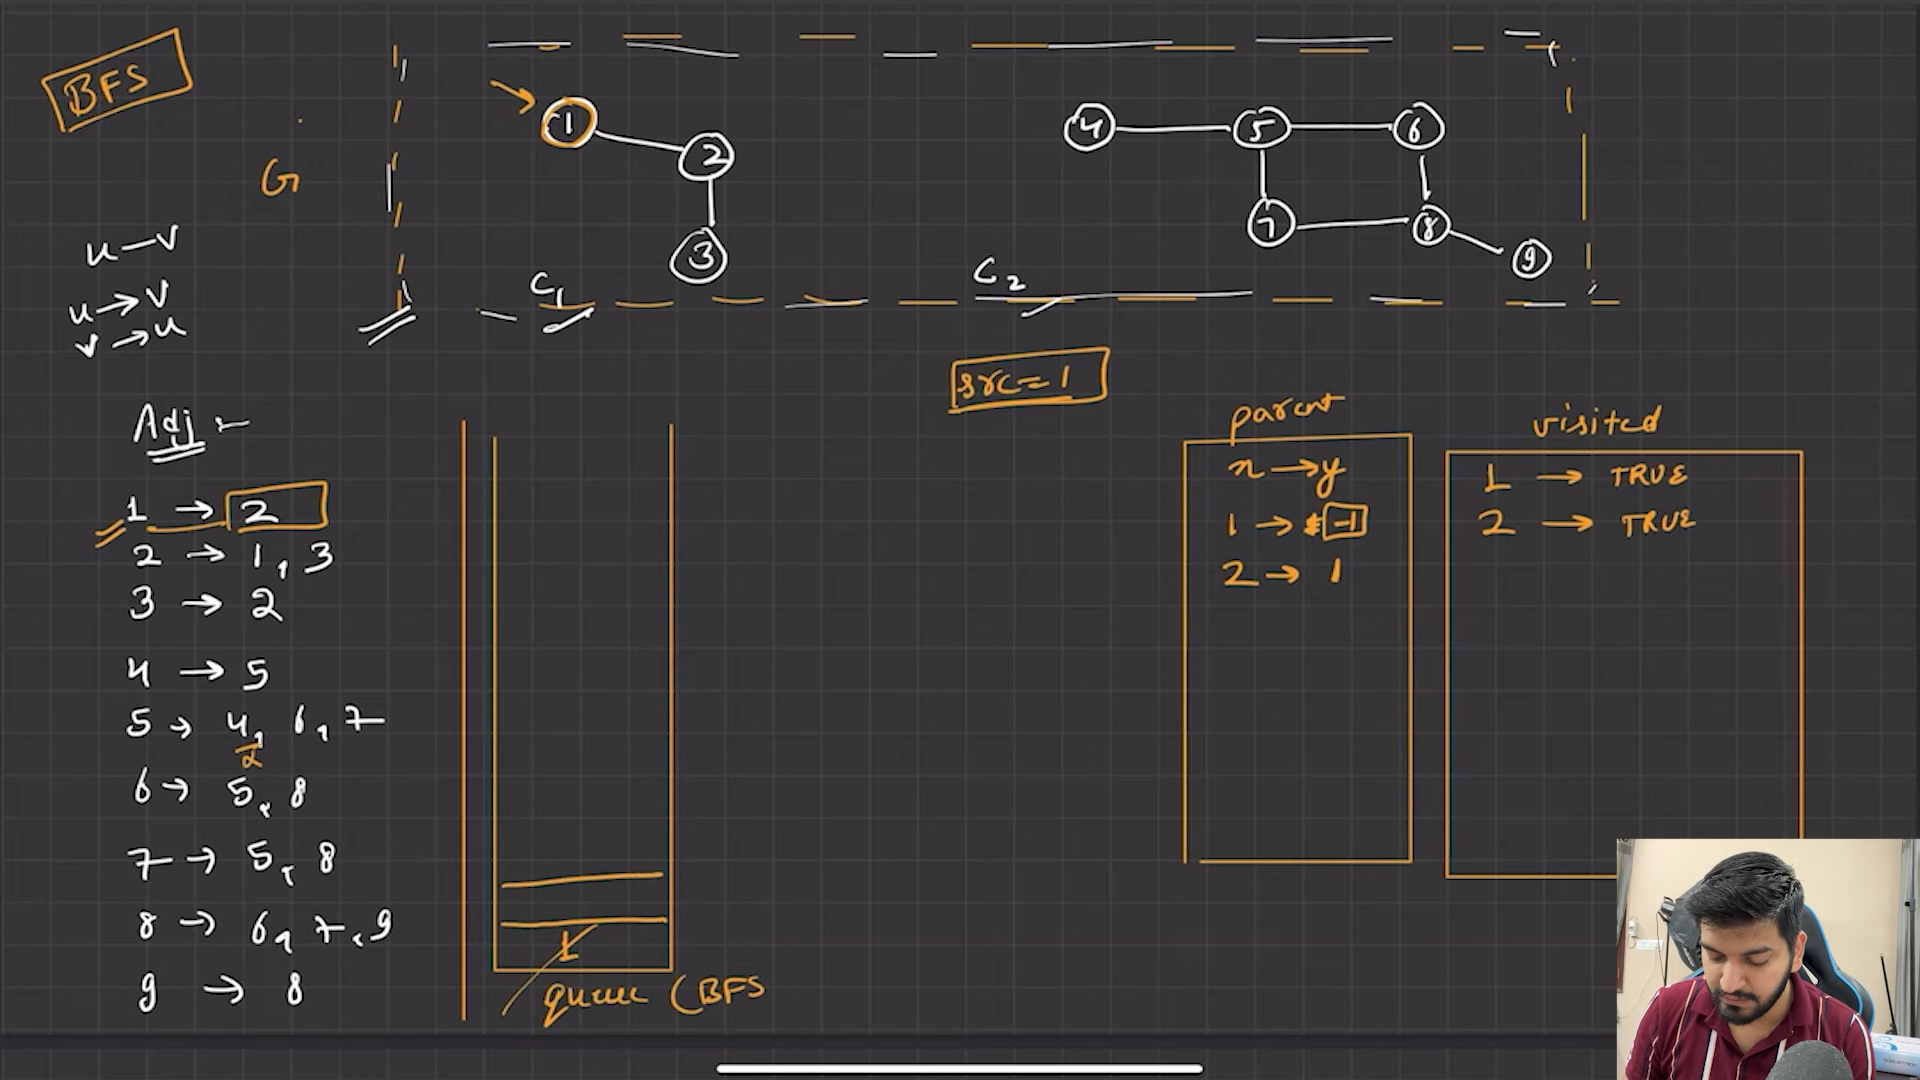 BFS
G
u—v
u→v
v→u
1
2
3
C1
4
5
6
7
8
9
C2
src=1
Adj :-
1 → 2
2 → 1, 3
3 → 2
4 → 5
5 → 4, 6, 7
2
6 → 5, 8
7 → 5, 8
8 → 6, 7, 9
9 → 8
1
queue (BFS
parent
x → y
1 → -1
2 → 1
visited
1 → TRUE
2 → TRUE